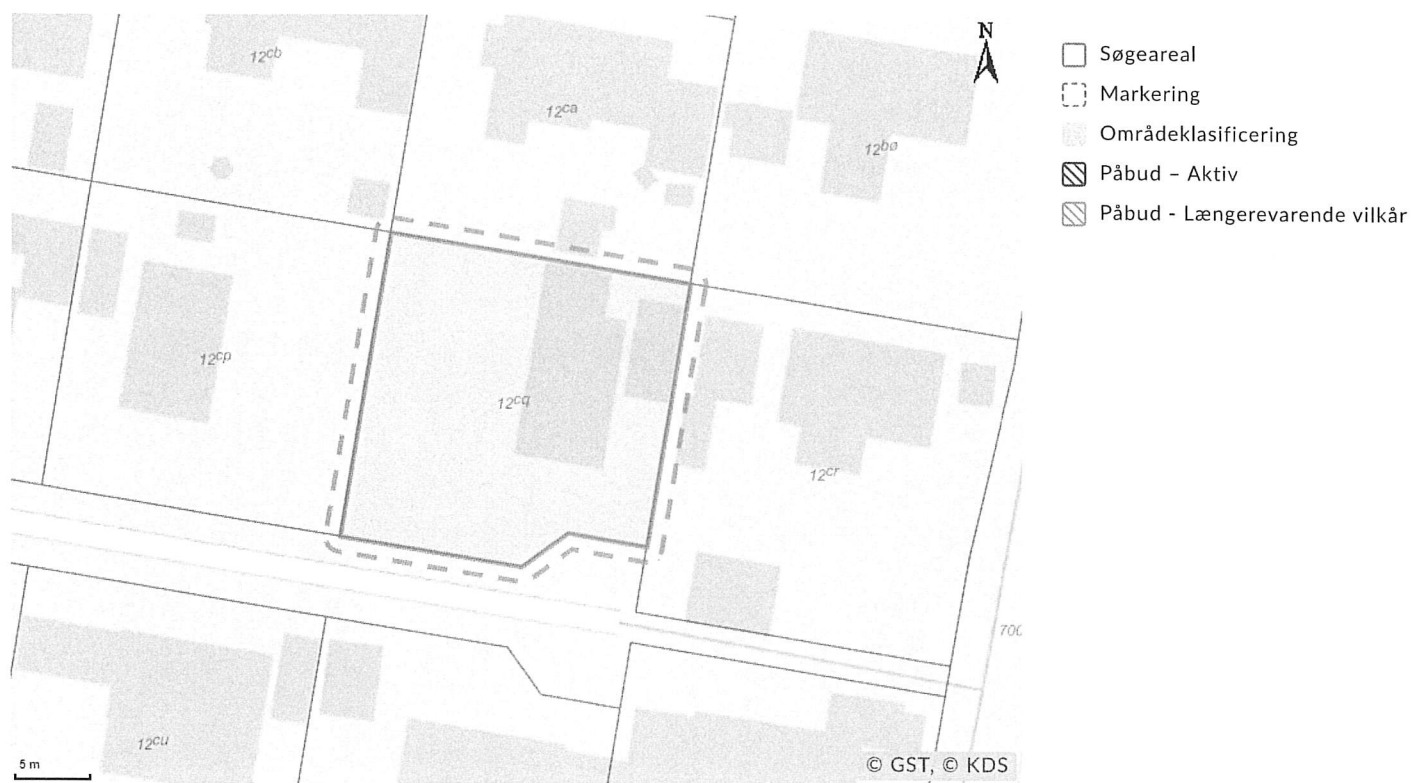 N
Søgeareal
Markering
Områdeklasificering
Påbud – Aktiv
Påbud - Længerevarende vilkår
12cb
12ca
12bø
12cp
12cq
12cr
700
12cu
5 m
© GST, © KDS